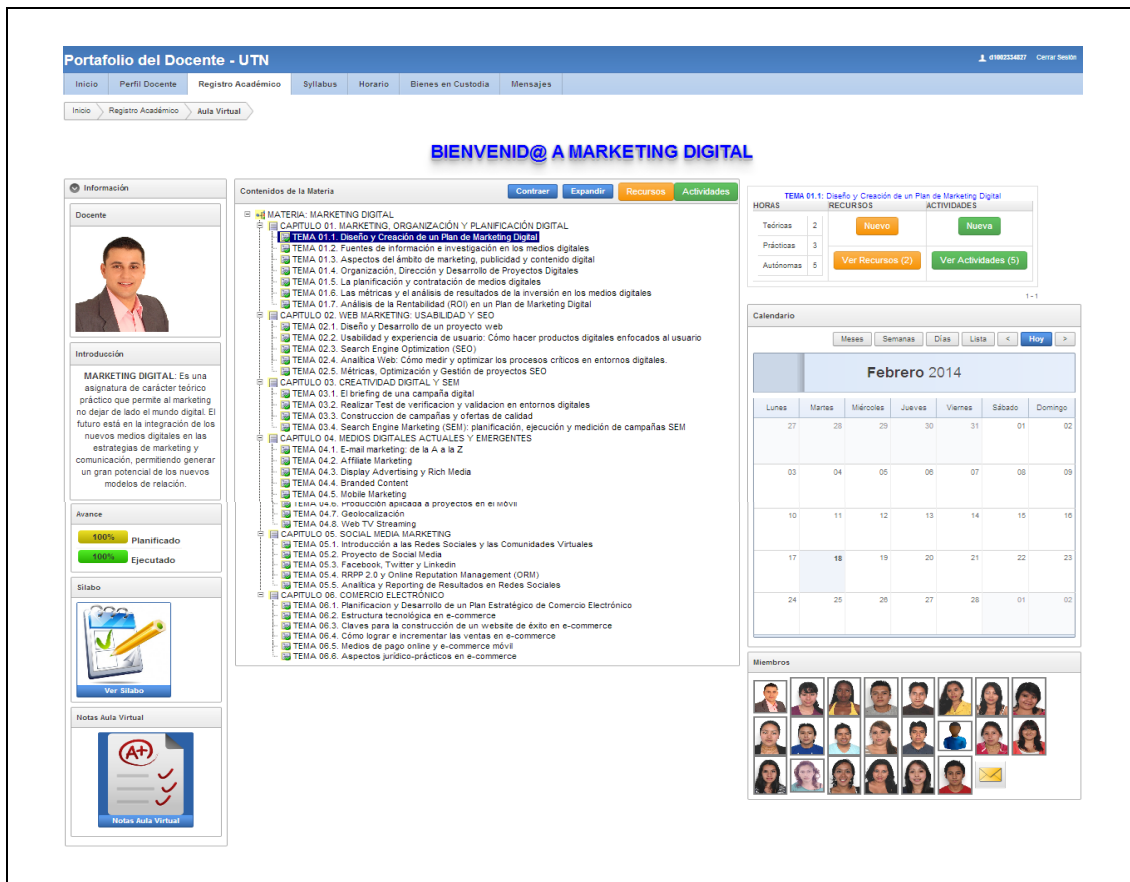 Portafolio del Docente - UTN
d1002334827 Cerrar Sesión
Inicio Perfil Docente Registro Académico Syllabus Horario Bienes en Custodia Mensajes
Inicio Registro Académico Aula Virtual
BIENVENID@ A MARKETING DIGITAL
Información
Docente
Introducción
MARKETING DIGITAL: Es una
asignatura de carácter teórico
práctico que permite al marketing
no dejar de lado el mundo digital. El
futuro está en la integración de los
nuevos medios digitales en las
estrategias de marketing y
comunicación, permitiendo generar
un gran potencial de los nuevos
modelos de relación.
Avance
100% Planificado
100% Ejecutado
Sílabo
Ver Sílabo
Notas Aula Virtual
A+
Notas Aula Virtual
Contenidos de la Materia Contraer Expandir Recursos Actividades
MATERIA: MARKETING DIGITAL
CAPITULO 01. MARKETING, ORGANIZACIÓN Y PLANIFICACIÓN DIGITAL
TEMA 01.1. Diseño y Creación de un Plan de Marketing Digital
TEMA 01.2. Fuentes de información e investigación en los medios digitales
TEMA 01.3. Aspectos del ámbito de marketing, publicidad y contenido digital
TEMA 01.4. Organización, Dirección y Desarrollo de Proyectos Digitales
TEMA 01.5. La planificación y contratación de medios digitales
TEMA 01.6. Las métricas y el análisis de resultados de la inversión en los medios digitales
TEMA 01.7. Análisis de la Rentabilidad (ROI) en un Plan de Marketing Digital
CAPITULO 02. WEB MARKETING: USABILIDAD Y SEO
TEMA 02.1. Diseño y Desarrollo de un proyecto web
TEMA 02.2. Usabilidad y experiencia de usuario: Cómo hacer productos digitales enfocados al usuario
TEMA 02.3. Search Engine Optimization (SEO)
TEMA 02.4. Analítica Web: Cómo medir y optimizar los procesos críticos en entornos digitales.
TEMA 02.5. Métricas, Optimización y Gestión de proyectos SEO
CAPITULO 03. CREATIVIDAD DIGITAL Y SEM
TEMA 03.1. El briefing de una campaña digital
TEMA 03.2. Realizar Test de verificación y validacion en entornos digitales
TEMA 03.3. Construccion de campañas y ofertas de calidad
TEMA 03.4. Search Engine Marketing (SEM): planificación, ejecución y medición de campañas SEM
CAPITULO 04. MEDIOS DIGITALES ACTUALES Y EMERGENTES
TEMA 04.1. E-mail marketing: de la A a la Z
TEMA 04.2. Affiliate Marketing
TEMA 04.3. Display Advertising y Rich Media
TEMA 04.4. Branded Content
TEMA 04.5. Mobile Marketing
TEMA 04.6. Producción aplicada a proyectos en el Móvil
TEMA 04.7. Geolocalización
TEMA 04.8. Web TV Streaming
CAPITULO 05. SOCIAL MEDIA MARKETING
TEMA 05.1. Introducción a las Redes Sociales y las Comunidades Virtuales
TEMA 05.2. Proyecto de Social Media
TEMA 05.3. Facebook, Twitter y Linkedin
TEMA 05.4. RRPP 2.0 y Online Reputation Management (ORM)
TEMA 05.5. Analítica y Reporting de Resultados en Redes Sociales
CAPITULO 06. COMERCIO ELECTRÓNICO
TEMA 06.1. Planificacion y Desarrollo de un Plan Estratégico de Comercio Electrónico
TEMA 06.2. Estructura tecnológica en e-commerce
TEMA 06.3. Claves para la construcción de un website de éxito en e-commerce
TEMA 06.4. Cómo lograr e incrementar las ventas en e-commerce
TEMA 06.5. Medios de pago online y e-commerce móvil
TEMA 06.6. Aspectos jurídico-prácticos en e-commerce
TEMA 01.1: Diseño y Creación de un Plan de Marketing Digital
HORAS RECURSOS ACTIVIDADES
Teóricas 2 Nuevo Nueva
Prácticas 3
Autónomas 5 Ver Recursos (2) Ver Actividades (5)
1 - 1
Calendario
Meses Semanas Días Lista < Hoy >
Febrero 2014
Lunes Martes Miércoles Jueves Viernes Sábado Domingo
27 28 29 30 31 01 02
03 04 05 06 07 08 09
10 11 12 13 14 15 16
17 18 19 20 21 22 23
24 25 26 27 28 01 02
Miembros